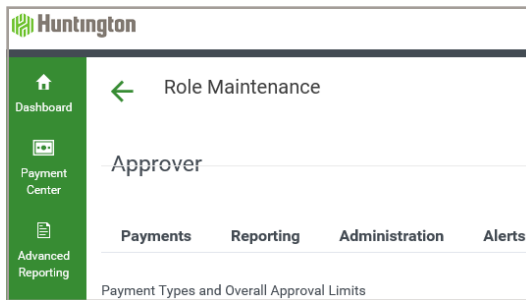 Huntington
Dashboard
Payment
Center
Advanced
Reporting
Role Maintenance
Approver
Payments Reporting Administration Alerts
Payment Types and Overall Approval Limits